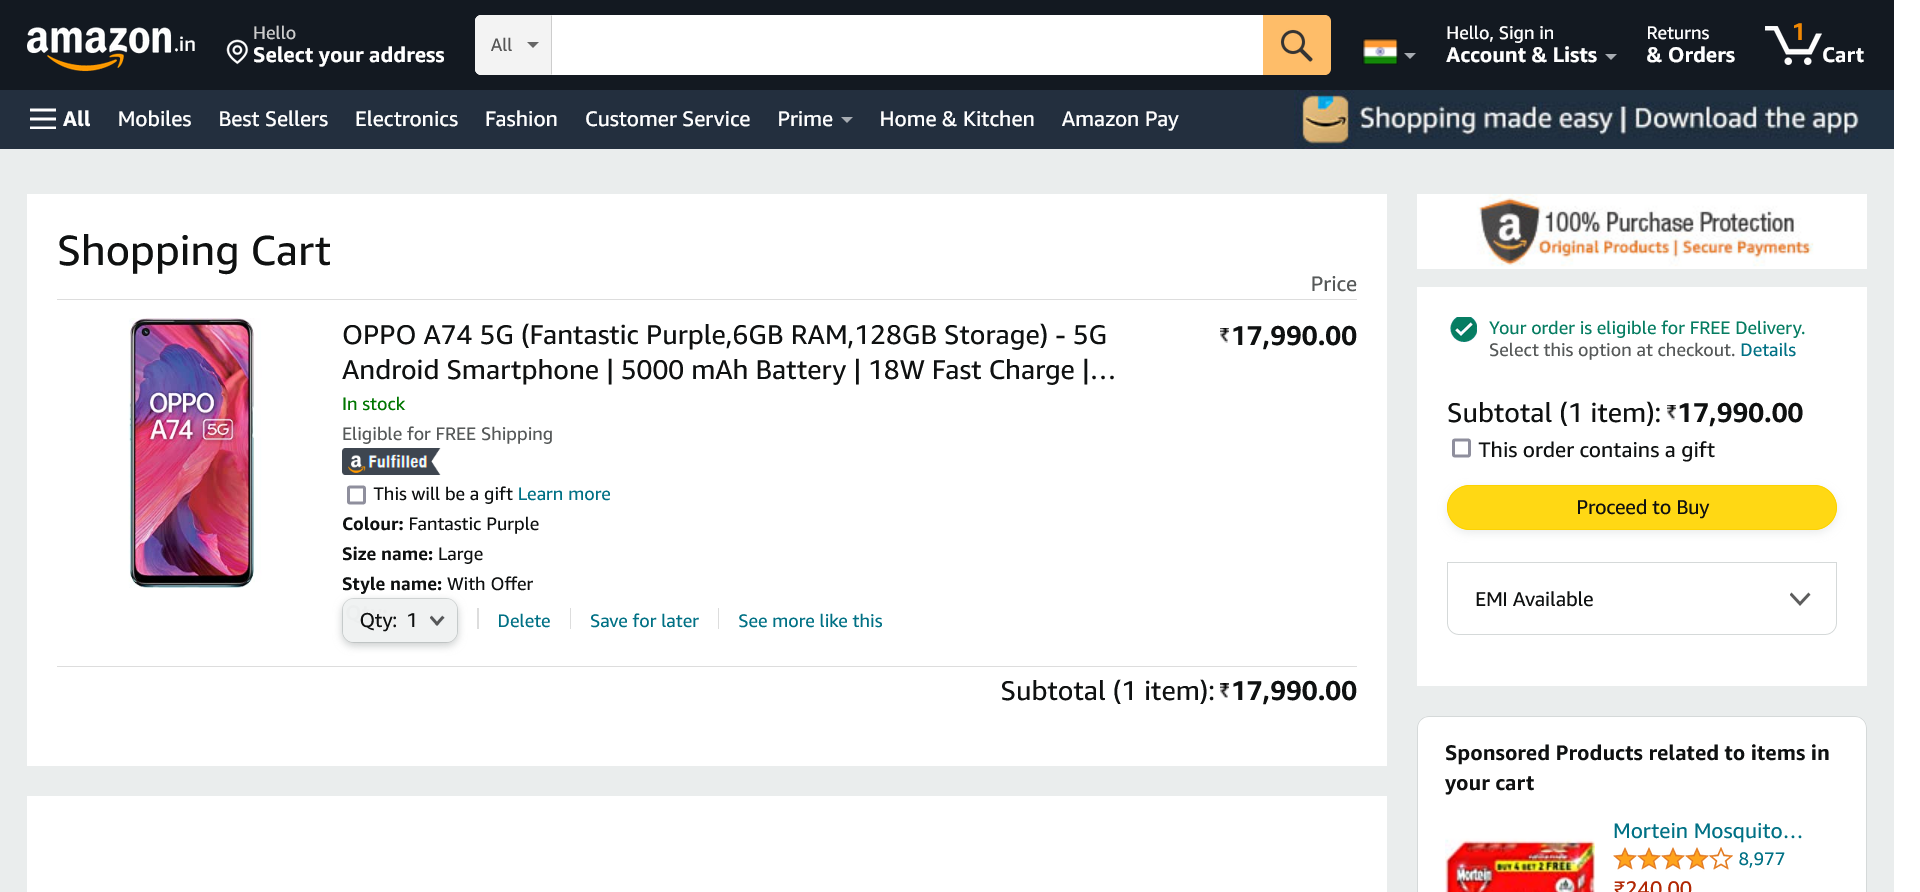 amazon.in
Hello
Select your address
All
Hello, Sign in
Account & Lists
Returns
& Orders
1
Cart
All
Mobiles
Best Sellers
Electronics
Fashion
Customer Service
Prime
Home & Kitchen
Amazon Pay
Shopping made easy | Download the app
Shopping Cart
Price
OPPO
A74 5G
OPPO A74 5G (Fantastic Purple,6GB RAM,128GB Storage) - 5G
Android Smartphone | 5000 mAh Battery | 18W Fast Charge |…
₹17,990.00
In stock
Eligible for FREE Shipping
a Fulfilled
This will be a gift Learn more
Colour: Fantastic Purple
Size name: Large
Style name: With Offer
Qty: 1
Delete
Save for later
See more like this
Subtotal (1 item): ₹17,990.00
a
100% Purchase Protection
Original Products | Secure Payments
Your order is eligible for FREE Delivery.
Select this option at checkout. Details
Subtotal (1 item): ₹17,990.00
This order contains a gift
Proceed to Buy
EMI Available
Sponsored Products related to items in
your cart
BUY 4 GET 2 FREE
Mortein
Mortein Mosquito…
8,977
₹240.00